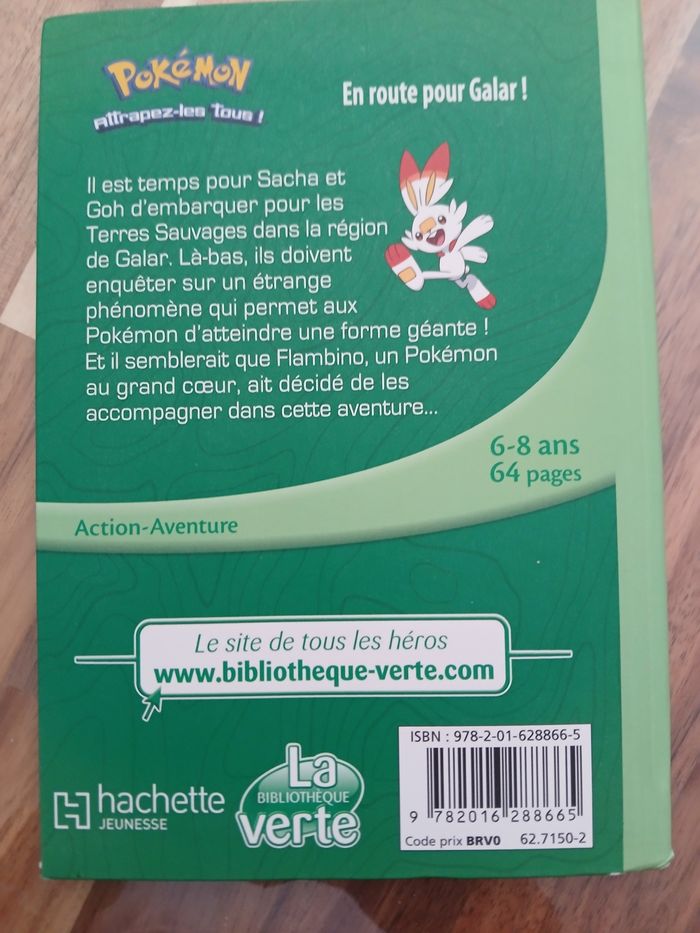 POKéMON
Attrapez-les Tous !
En route pour Galar !
Il est temps pour Sacha et
Goh d'embarquer pour les
Terres Sauvages dans la région
de Galar. Là-bas, ils doivent
enquêter sur un étrange
phénomène qui permet aux
Pokémon d'atteindre une forme géante !
Et il semblerait que Flambino, un Pokémon
au grand cœur, ait décidé de les
accompagner dans cette aventure...
6-8 ans
64 pages
Action-Aventure
Le site de tous les héros
www.bibliotheque-verte.com
ISBN : 978-2-01-628866-5
9 782016 288665
Code prix BRV0 62.7150-2
hachette
JEUNESSE
La
BIBLIOTHÈQUE
verte